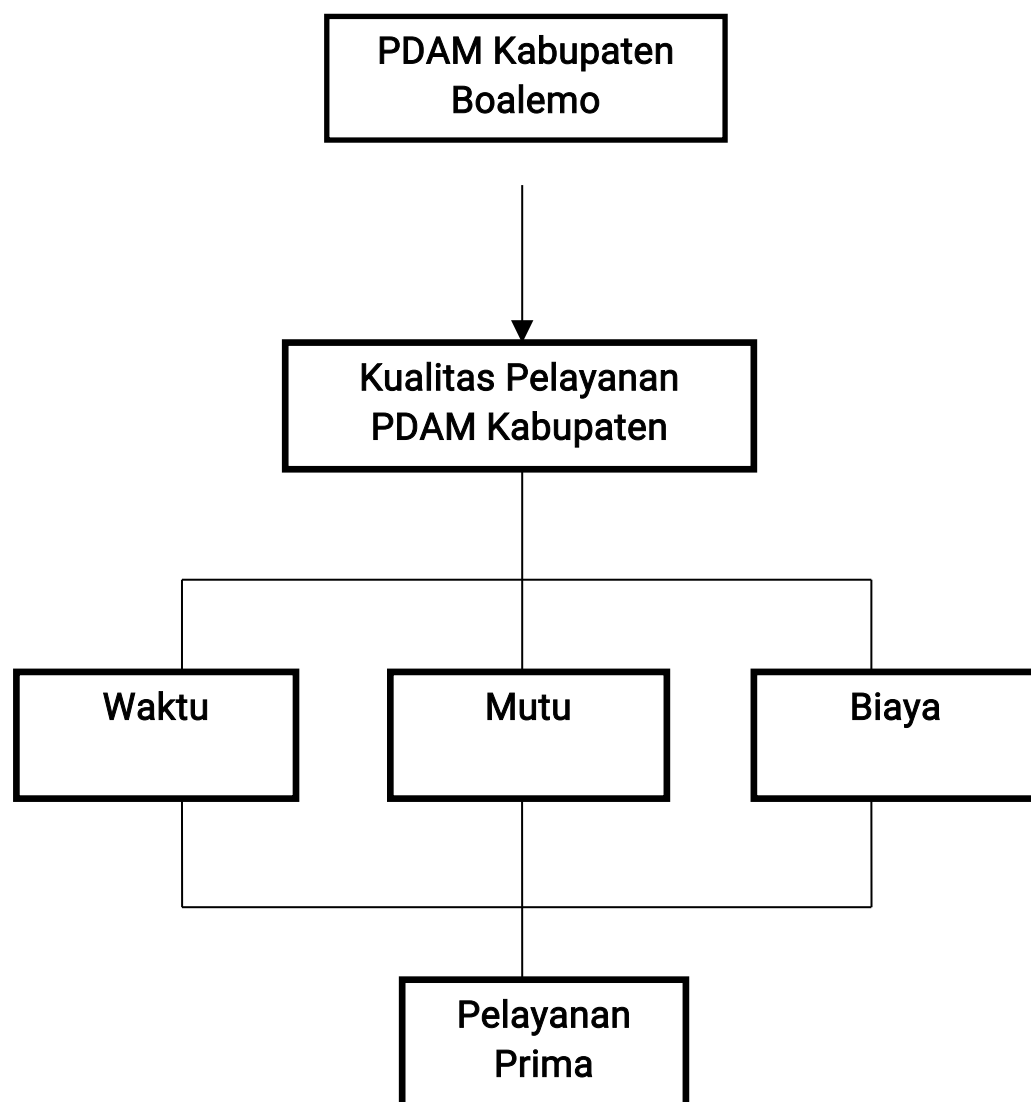 PDAM Kabupaten
Boalemo
Kualitas Pelayanan
PDAM Kabupaten
Waktu
Mutu
Biaya
Pelayanan
Prima